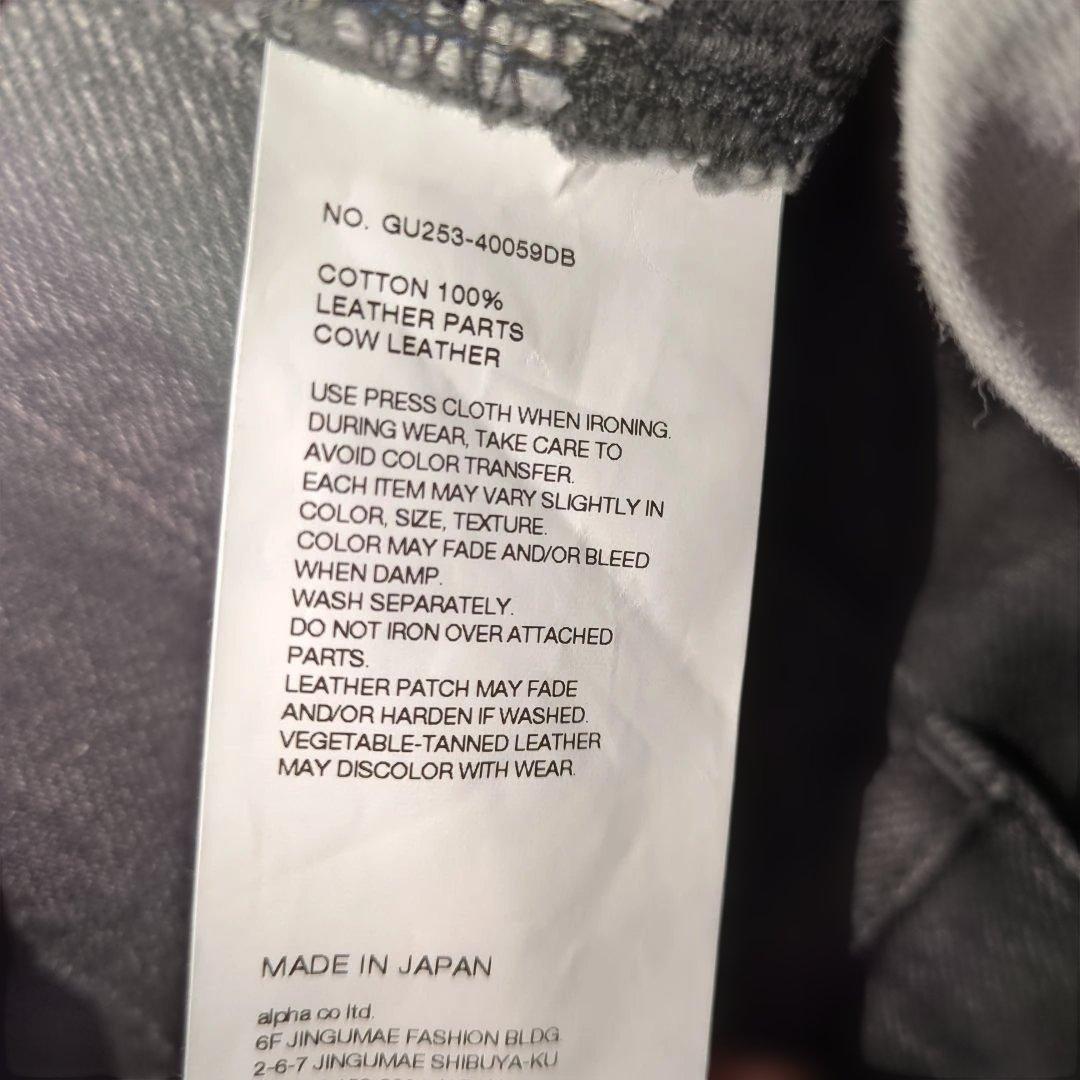 NO. GU253-40059DB
COTTON 100%
LEATHER PARTS
COW LEATHER
USE PRESS CLOTH WHEN IRONING.
DURING WEAR, TAKE CARE TO
AVOID COLOR TRANSFER.
EACH ITEM MAY VARY SLIGHTLY IN
COLOR, SIZE, TEXTURE.
COLOR MAY FADE AND/OR BLEED
WHEN DAMP.
WASH SEPARATELY.
DO NOT IRON OVER ATTACHED
PARTS.
LEATHER PATCH MAY FADE
AND/OR HARDEN IF WASHED.
VEGETABLE-TANNED LEATHER
MAY DISCOLOR WITH WEAR.
MADE IN JAPAN
alpha co ltd.
6F JINGUMAE FASHION BLDG
2-6-7 JINGUMAE SHIBUYA-KU